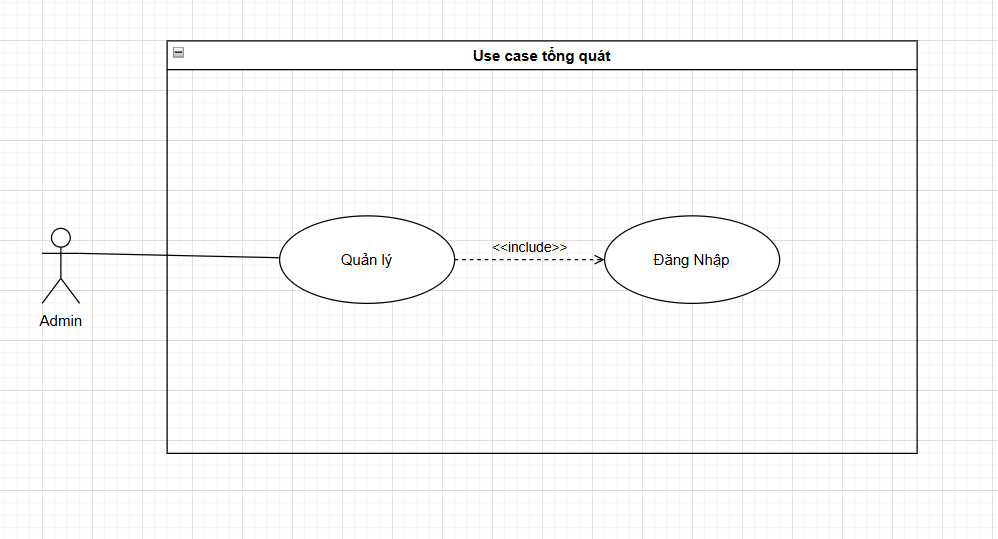 Use case tổng quát
<<include>>
Quản lý
Đăng Nhập
Admin